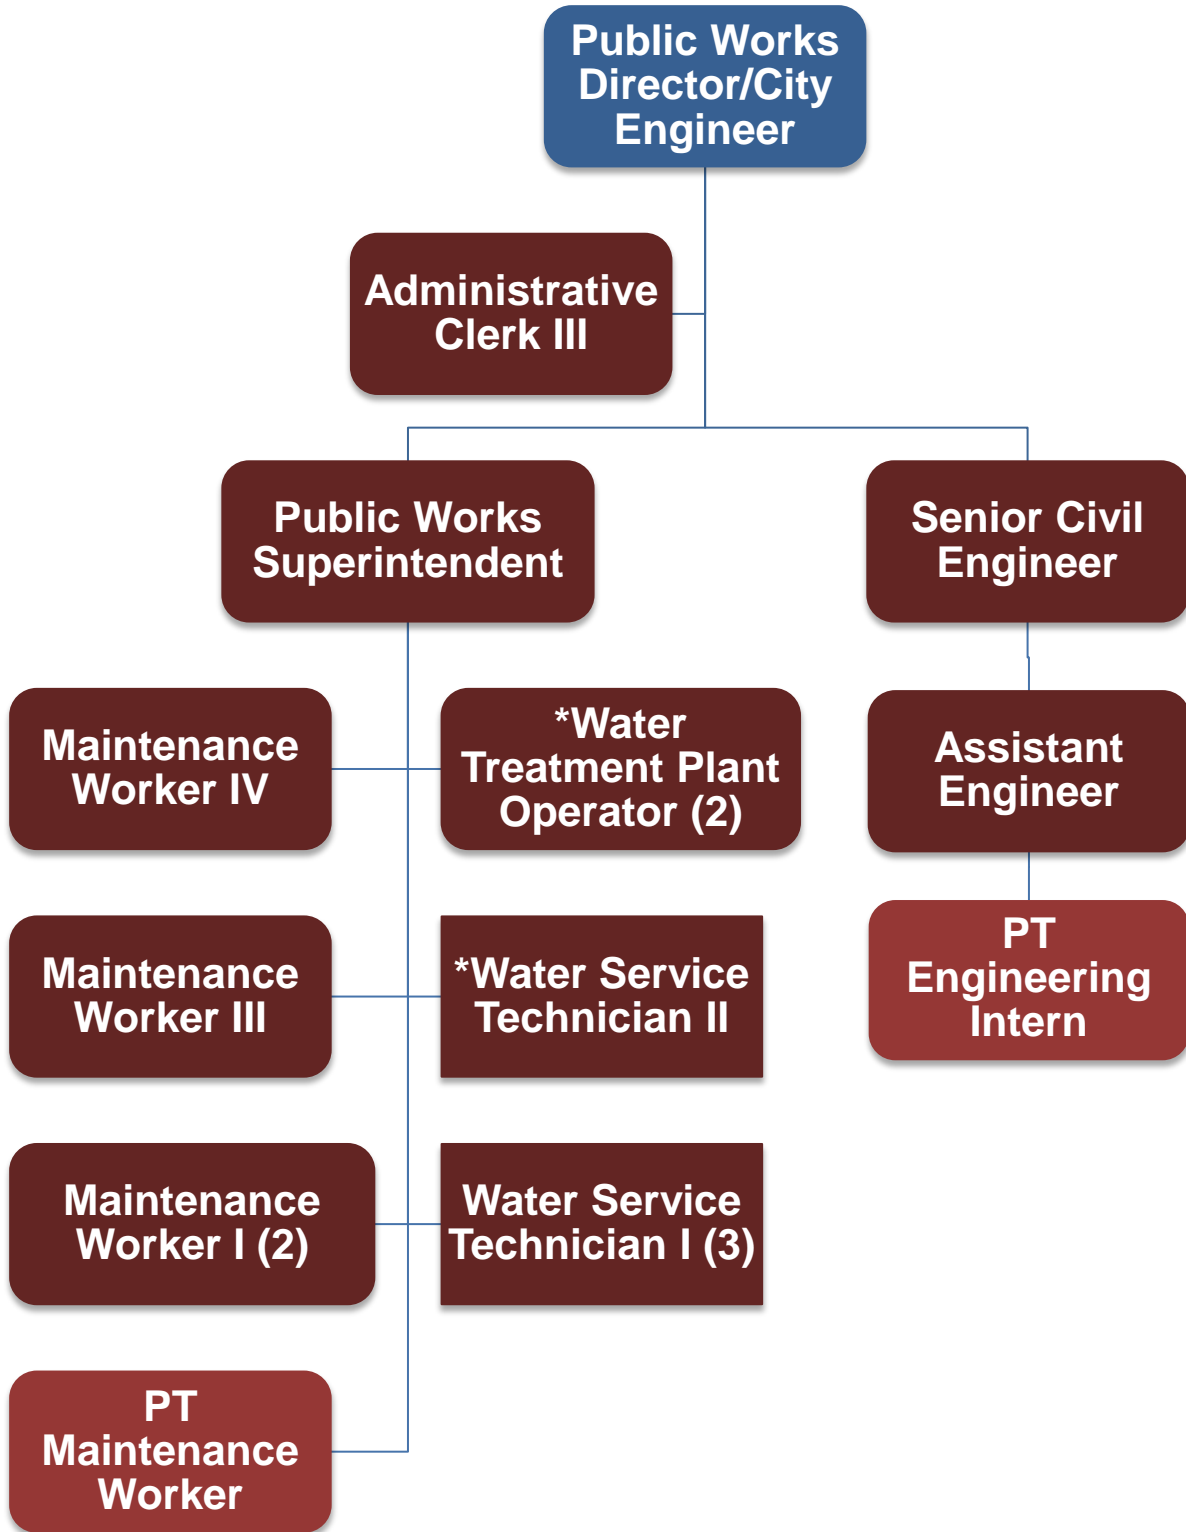 Public Works
Director/City
Engineer
Administrative
Clerk III
Public Works
Superintendent
Senior Civil
Engineer
Maintenance
Worker IV
*Water
Treatment Plant
Operator (2)
Assistant
Engineer
Maintenance
Worker III
*Water Service
Technician II
PT
Engineering
Intern
Maintenance
Worker I (2)
Water Service
Technician I (3)
PT
Maintenance
Worker